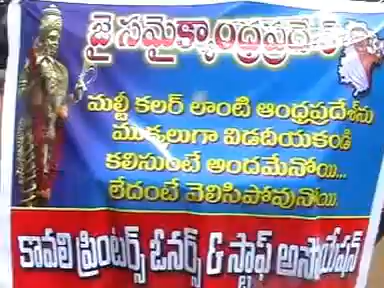 జై సమైక్యాంధ్రప్రదేశ్
మల్టీ కలర్ లాంటి ఆంధ్రప్రదేశ్‌ను
ముక్కలుగా విడదీయకండి
కలిసుంటే అందమేనోయి...
లేదంటే వెలిసిపోవునోయి.
కావలి ప్రింటర్స్ ఓనర్స్ & స్టాఫ్ అసోషియేషన్